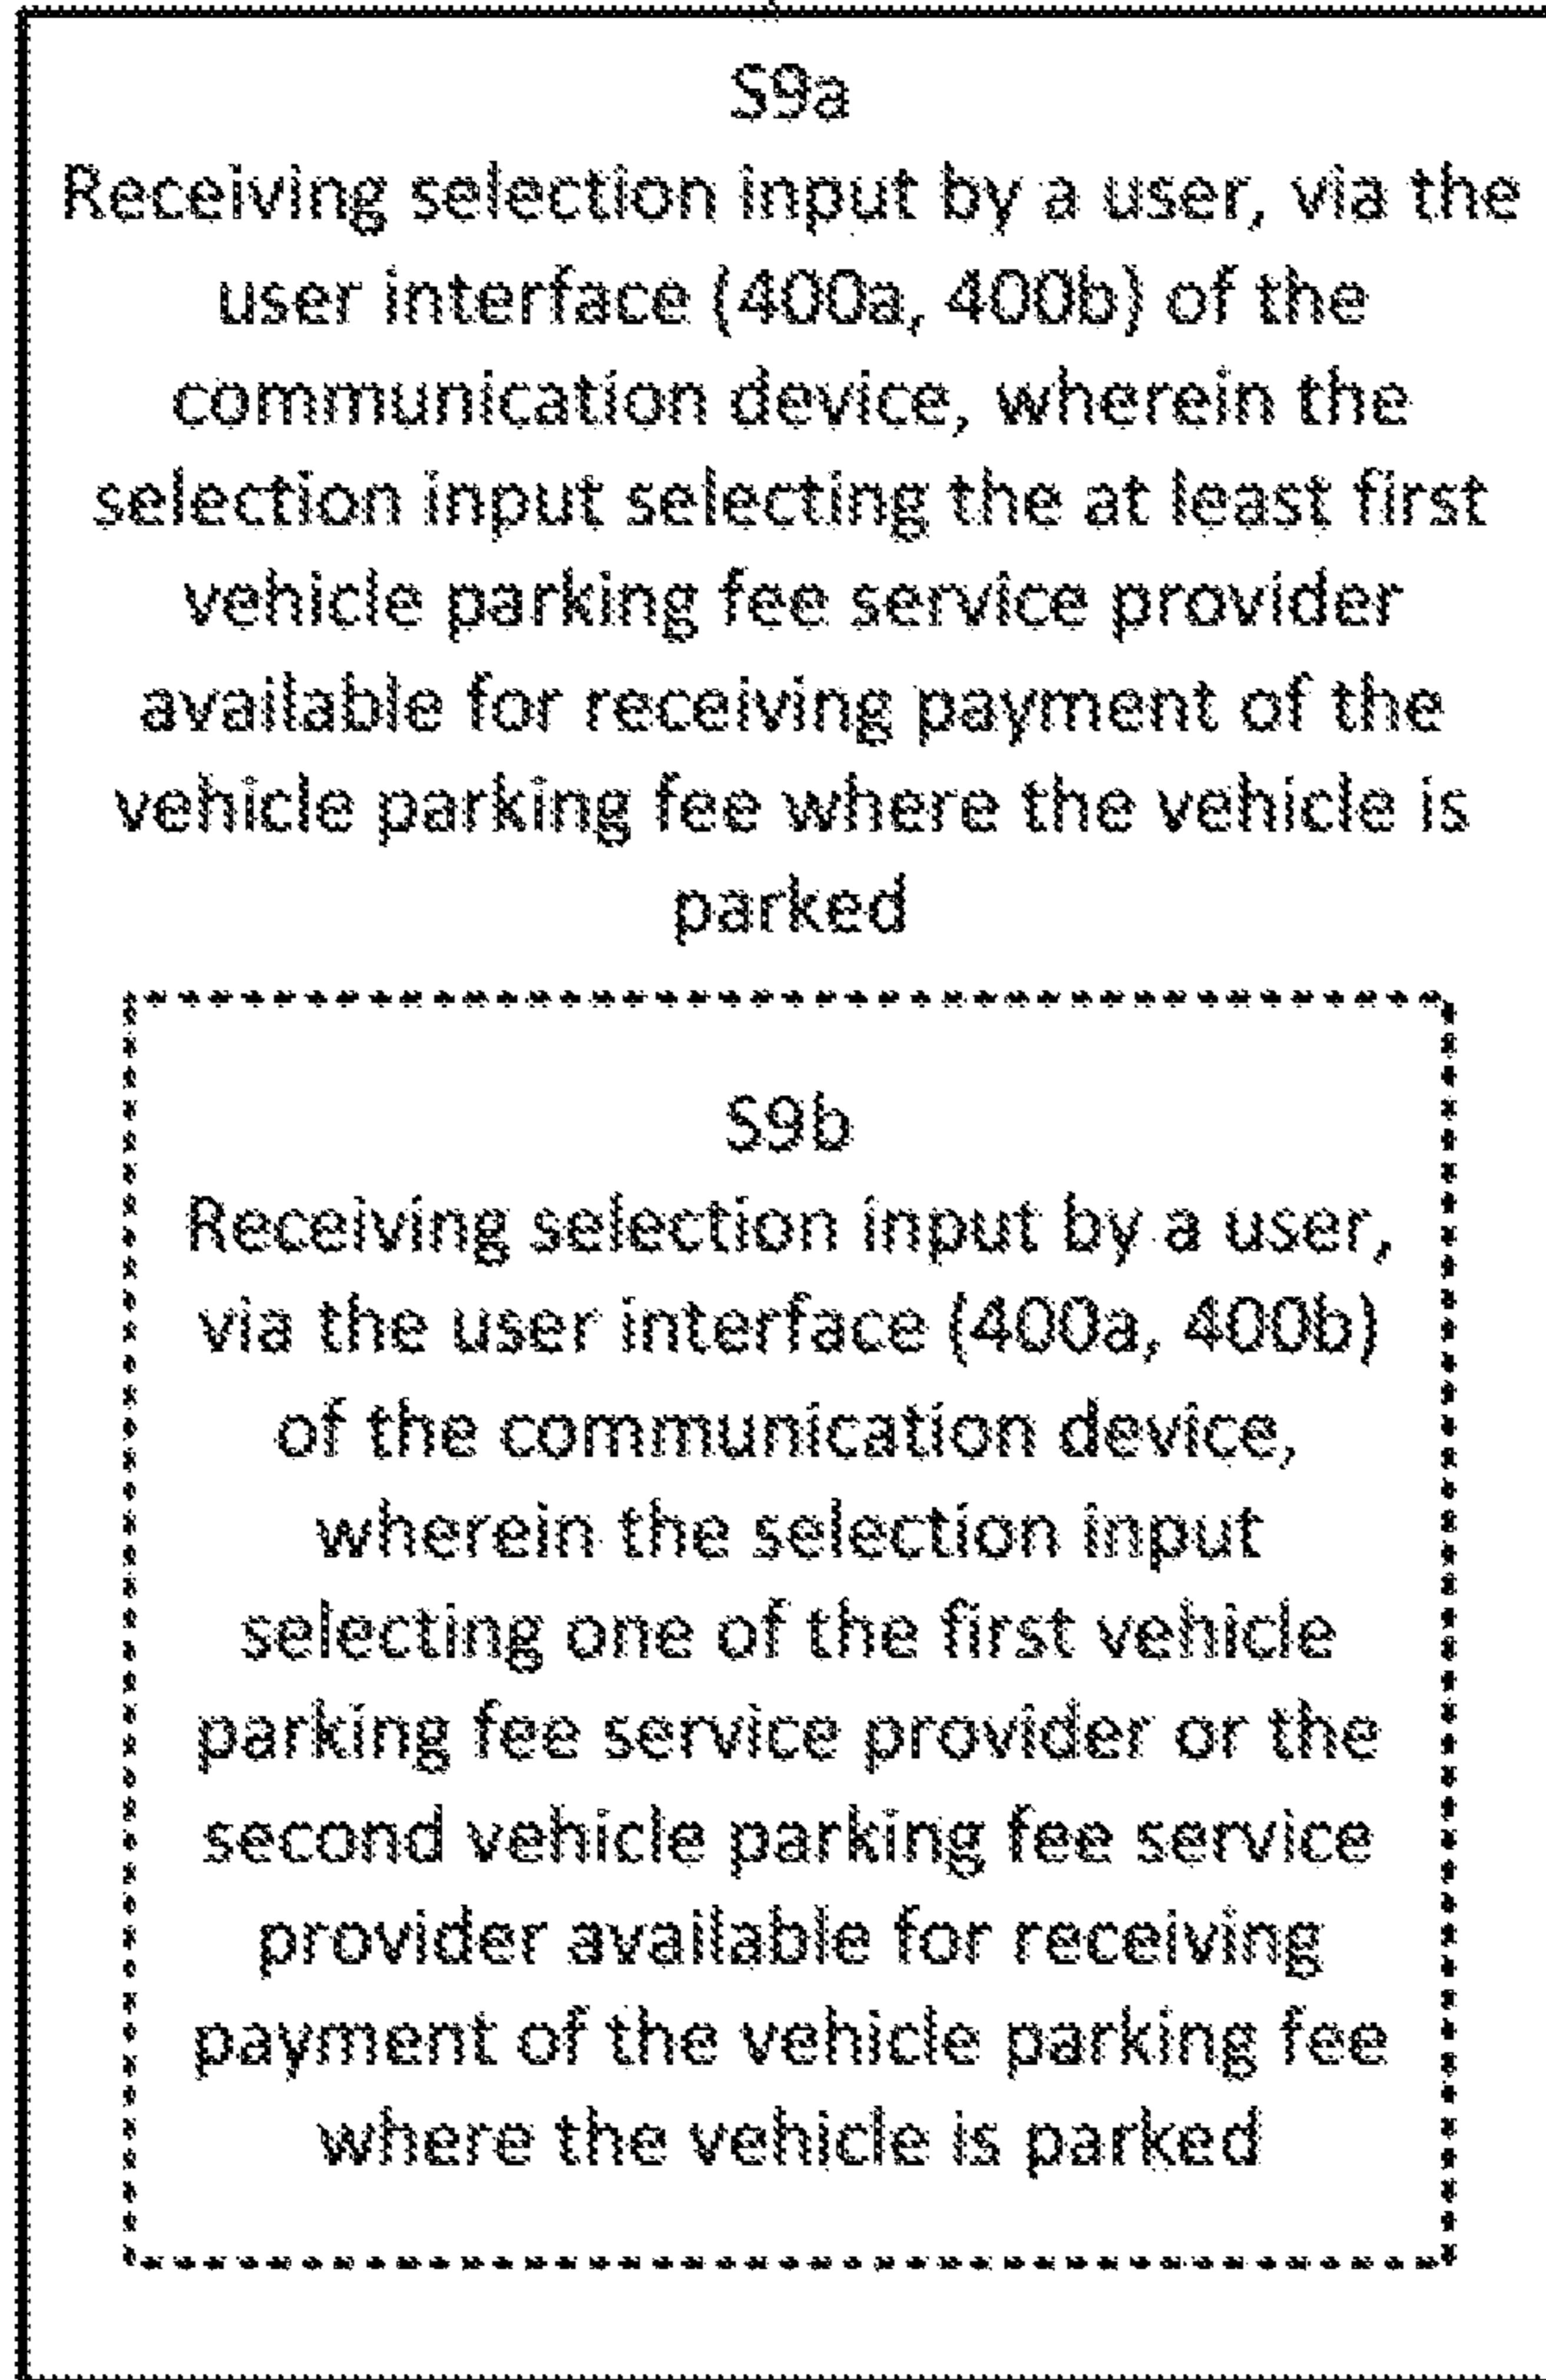 S9a
Receiving selection input by a user, via the
user interface (400a, 400b) of the
communication device, wherein the
selection input selecting the at least first
vehicle parking fee service provider
available for receiving payment of the
vehicle parking fee where the vehicle is
parked
S9b
Receiving selection input by a user,
via the user interface (400a, 400b)
of the communication device,
wherein the selection input
selecting one of the first vehicle
parking fee service provider or the
second vehicle parking fee service
provider available for receiving
payment of the vehicle parking fee
where the vehicle is parked